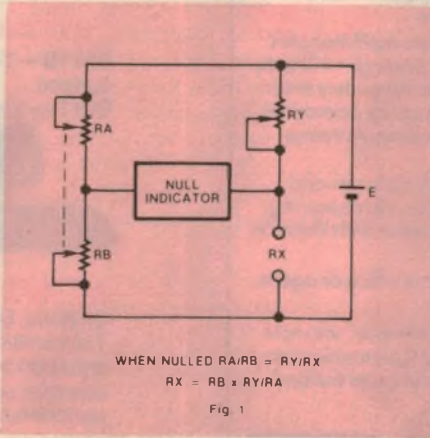 RA
RY
NULL
INDICATOR
E
RX
RB
WHEN NULLED RA/RB = RY/RX
RX = RB x RY/RA
Fig. 1